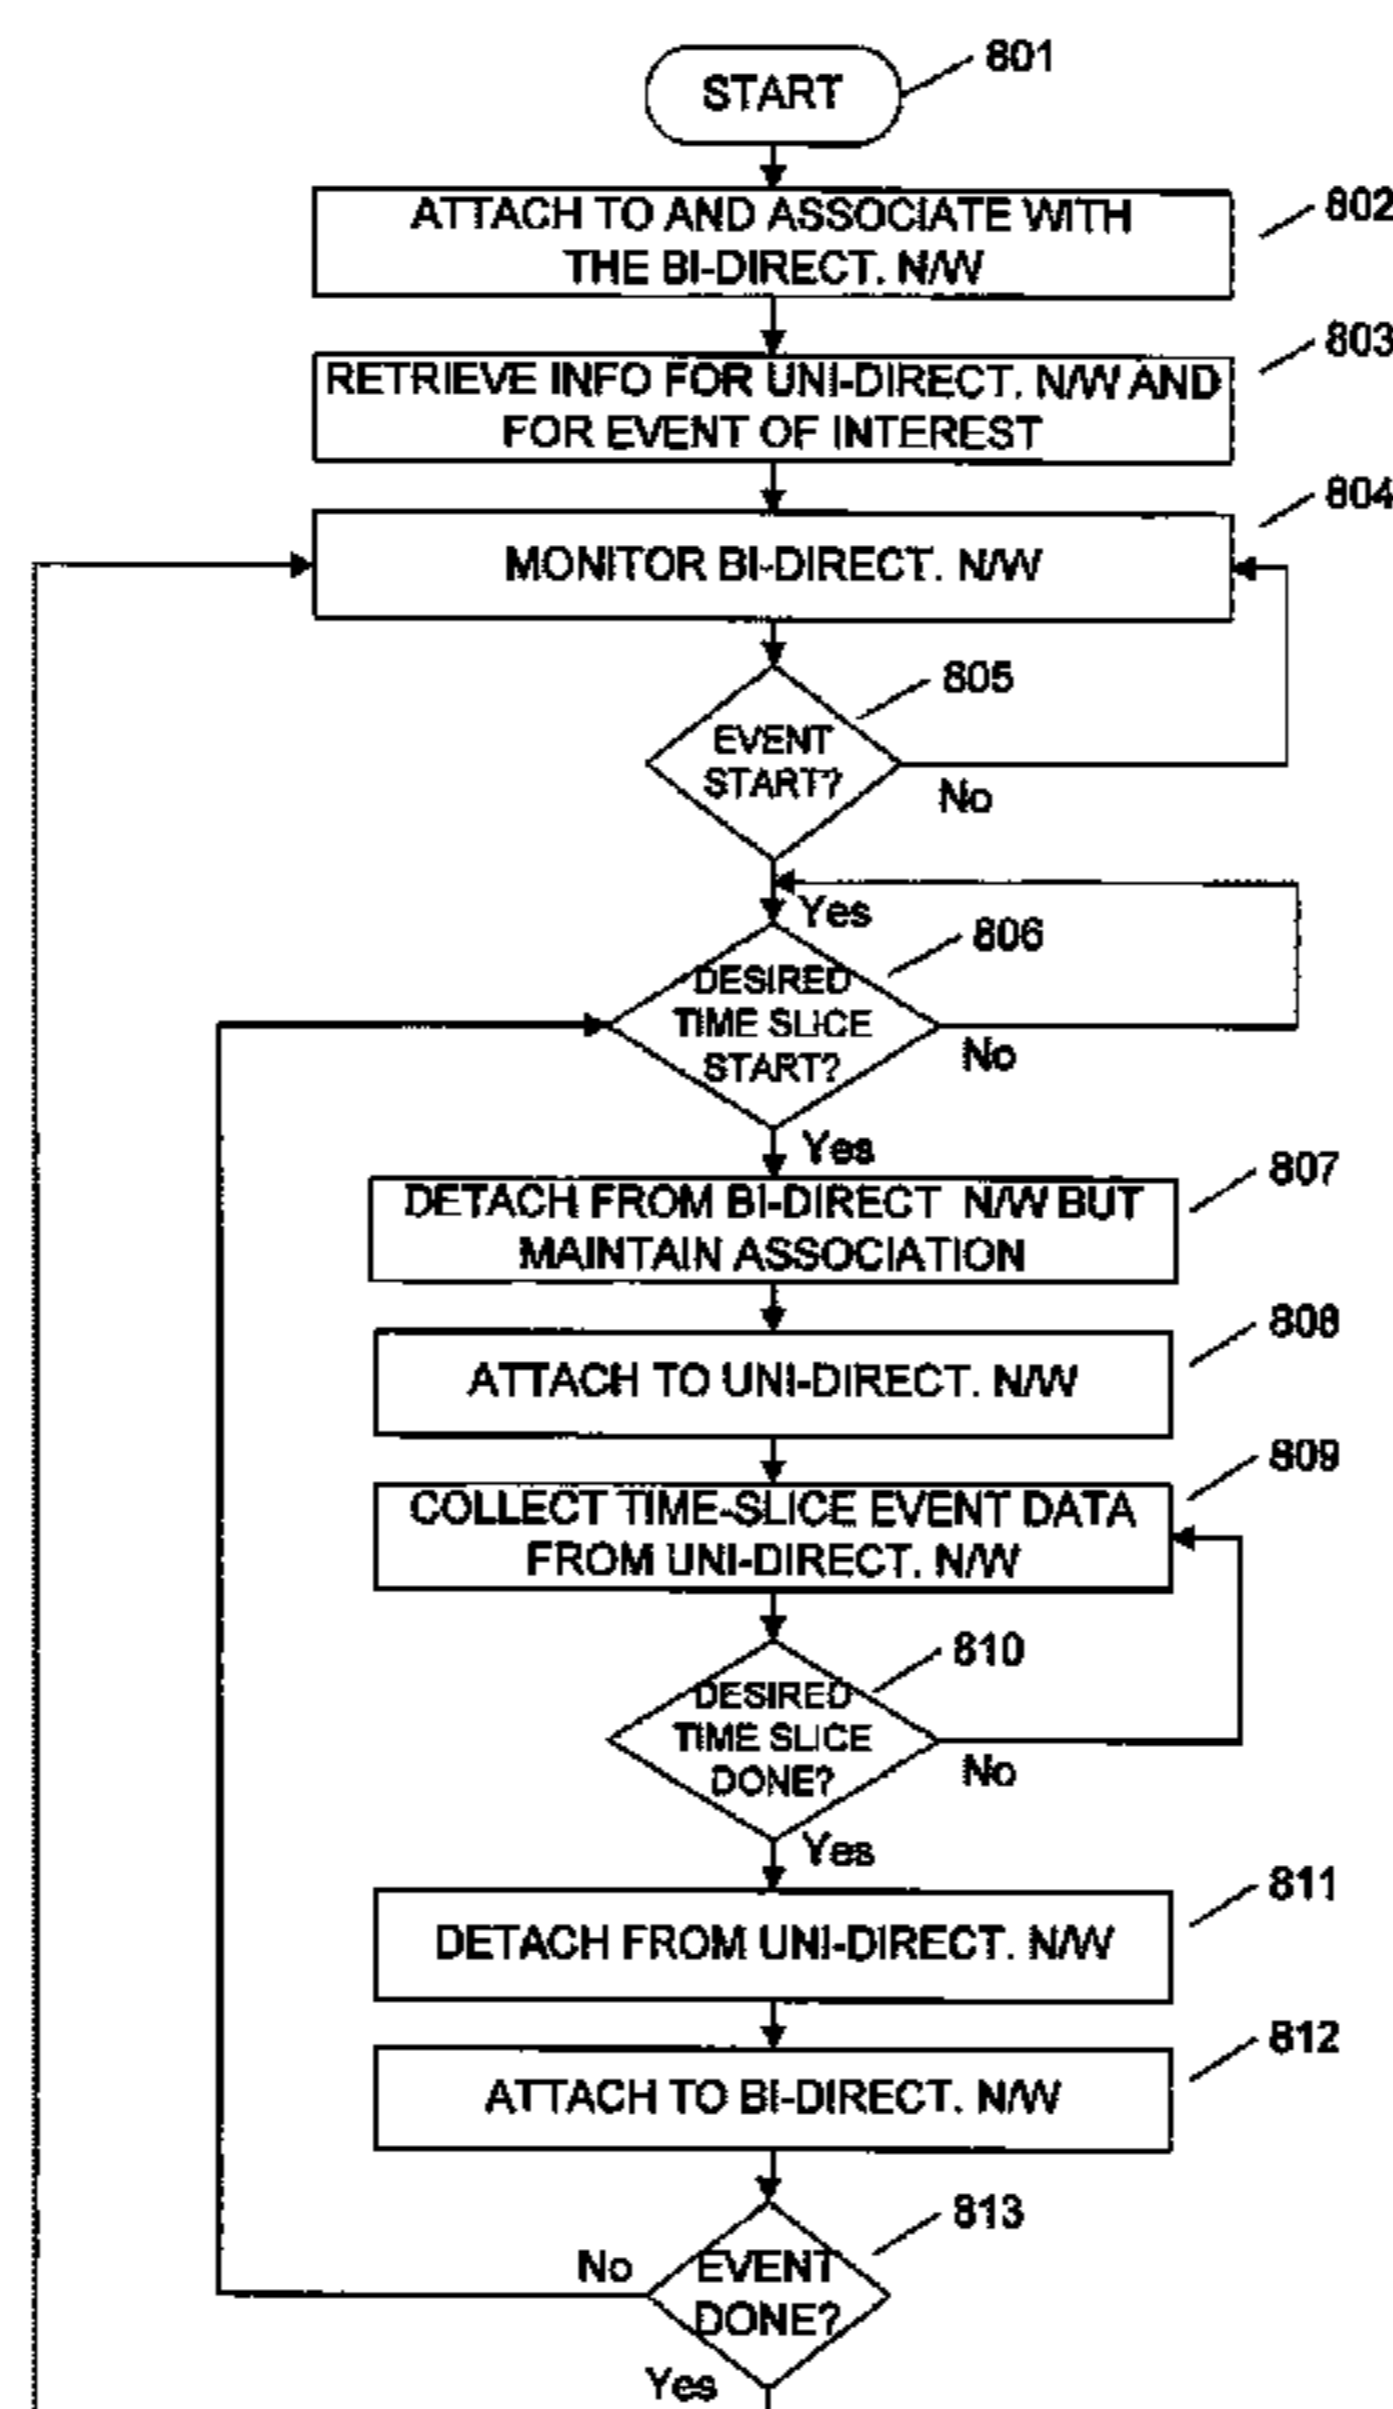 START
801
ATTACH TO AND ASSOCIATE WITH
THE BI-DIRECT. N/W
802
RETRIEVE INFO FOR UNI-DIRECT. N/W AND
FOR EVENT OF INTEREST
803
MONITOR BI-DIRECT. N/W
804
EVENT
START?
805
No
Yes
DESIRED
TIME SLICE
START?
806
No
Yes
DETACH FROM BI-DIRECT N/W BUT
MAINTAIN ASSOCIATION
807
ATTACH TO UNI-DIRECT. N/W
808
COLLECT TIME-SLICE EVENT DATA
FROM UNI-DIRECT. N/W
809
DESIRED
TIME SLICE
DONE?
810
No
Yes
DETACH FROM UNI-DIRECT. N/W
811
ATTACH TO BI-DIRECT. N/W
812
EVENT
DONE?
813
No
Yes